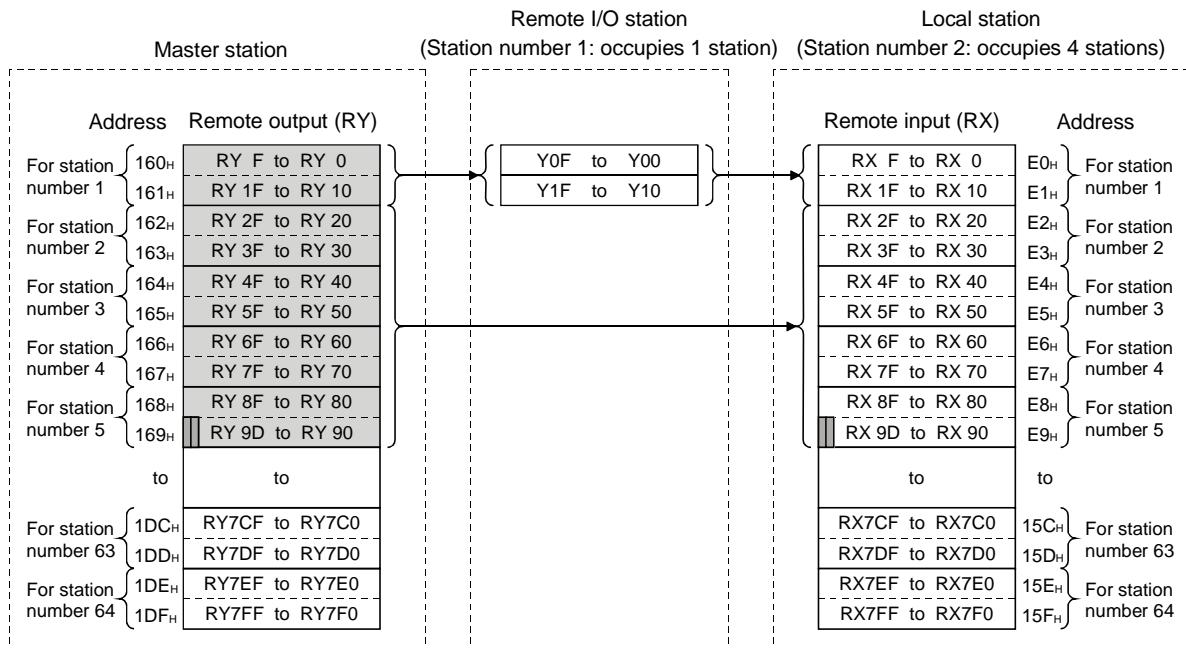 Remote I/O station
Local station
Master station
(Station number 1: occupies 1 station)
(Station number 2: occupies 4 stations)
Address
Remote output (RY)
Remote input (RX)
Address
For station number 1
160H
RY F to RY 0
Y0F to Y00
RX F to RX 0
E0H
For station number 1
161H
RY 1F to RY 10
Y1F to Y10
RX 1F to RX 10
E1H
For station number 2
162H
RY 2F to RY 20
RX 2F to RX 20
E2H
For station number 2
163H
RY 3F to RY 30
RX 3F to RX 30
E3H
For station number 3
164H
RY 4F to RY 40
RX 4F to RX 40
E4H
For station number 3
165H
RY 5F to RY 50
RX 5F to RX 50
E5H
For station number 4
166H
RY 6F to RY 60
RX 6F to RX 60
E6H
For station number 4
167H
RY 7F to RY 70
RX 7F to RX 70
E7H
For station number 5
168H
RY 8F to RY 80
RX 8F to RX 80
E8H
For station number 5
169H
RY 9D to RY 90
RX 9D to RX 90
E9H
to
to
to
to
For station number 63
1DCH
RY7CF to RY7C0
RX7CF to RX7C0
15CH
For station number 63
1DDH
RY7DF to RY7D0
RX7DF to RX7D0
15DH
For station number 64
1DEH
RY7EF to RY7E0
RX7EF to RX7E0
15EH
For station number 64
1DFH
RY7FF to RY7F0
RX7FF to RX7F0
15FH